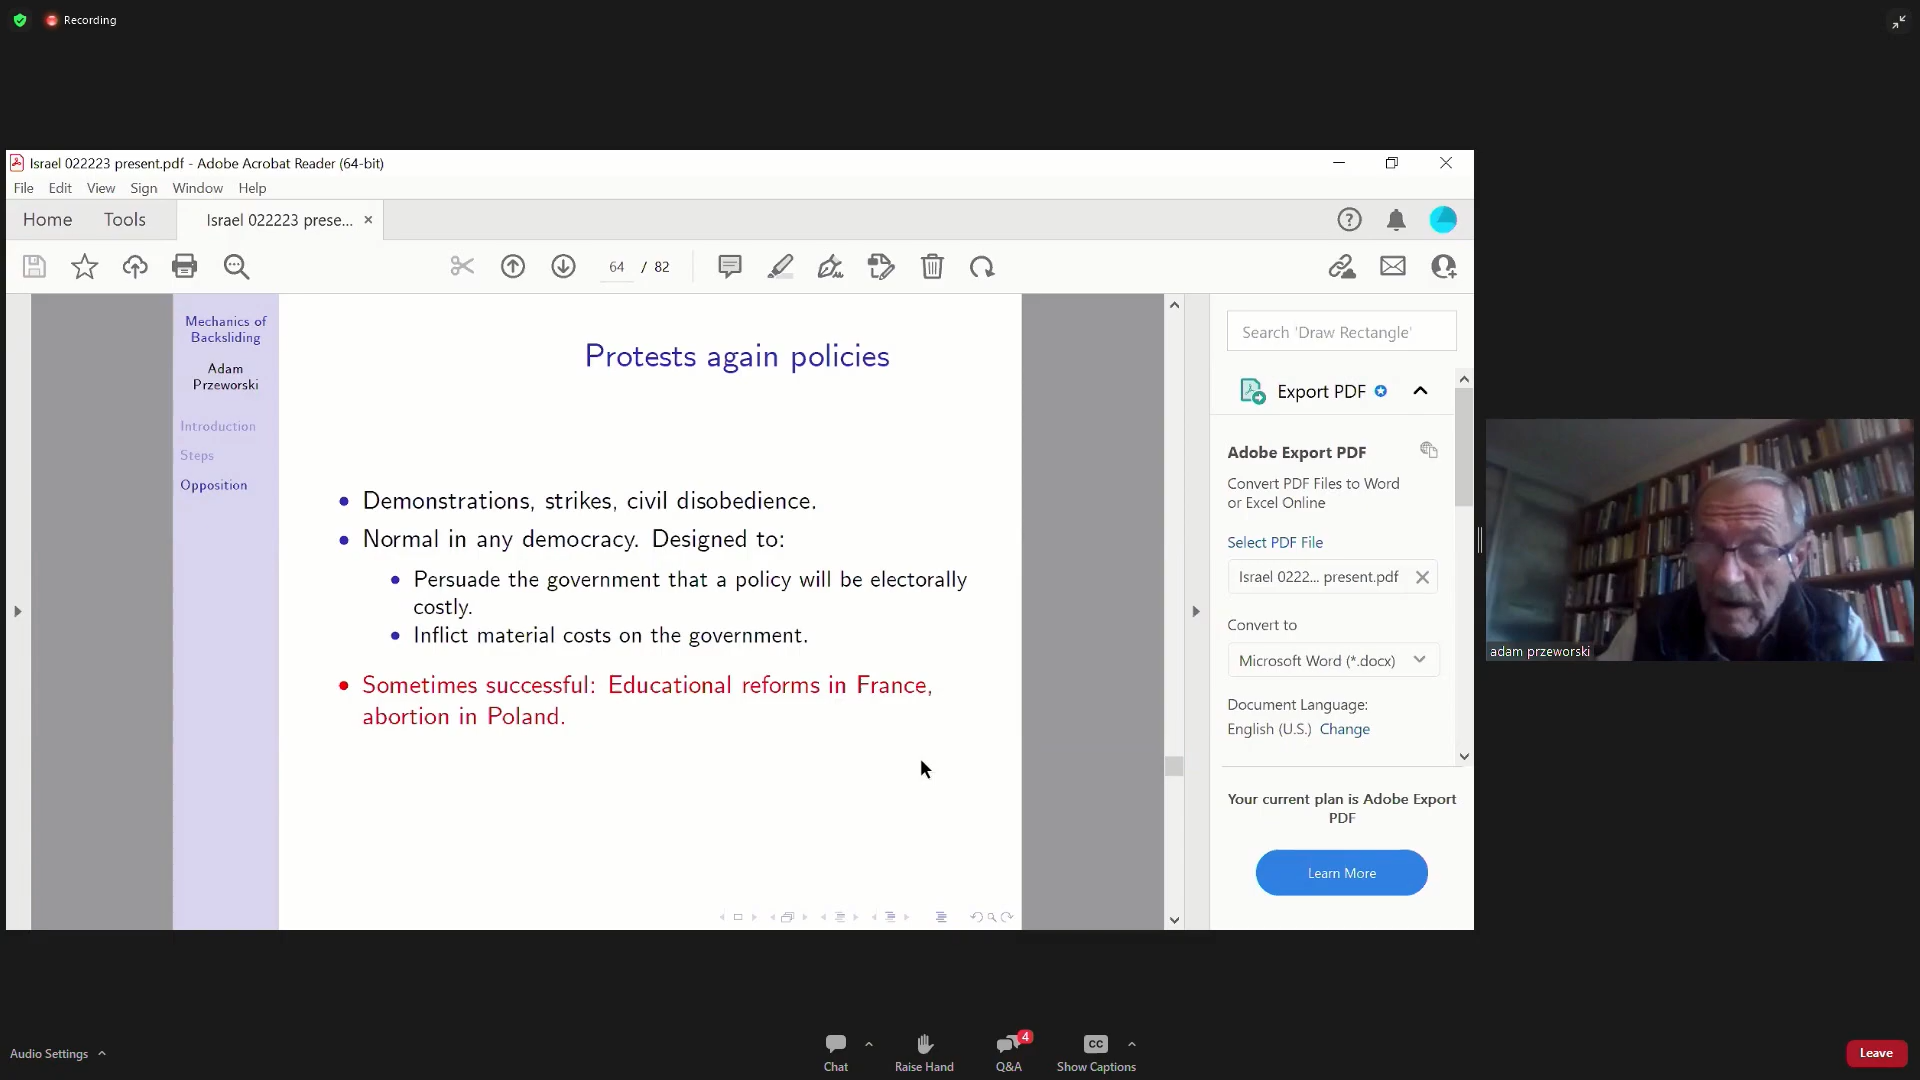 Recording
Israel 022223 present.pdf - Adobe Acrobat Reader (64-bit)
File Edit View Sign Window Help
Home Tools Israel 022223 prese... ×
64 / 82
Mechanics of
Backsliding
Adam
Przeworski
Introduction
Steps
Opposition
Protests again policies
• Demonstrations, strikes, civil disobedience.
• Normal in any democracy. Designed to:
• Persuade the government that a policy will be electorally
costly.
• Inflict material costs on the government.
• Sometimes successful: Educational reforms in France,
abortion in Poland.
Search 'Draw Rectangle'
Export PDF
Adobe Export PDF
Convert PDF Files to Word
or Excel Online
Select PDF File
Israel 0222... present.pdf
Convert to
Microsoft Word (*.docx)
Document Language:
English (U.S.) Change
Your current plan is Adobe Export
PDF
Learn More
adam przeworski
Audio Settings
Chat
Raise Hand
4
Q&A
CC
Show Captions
Leave